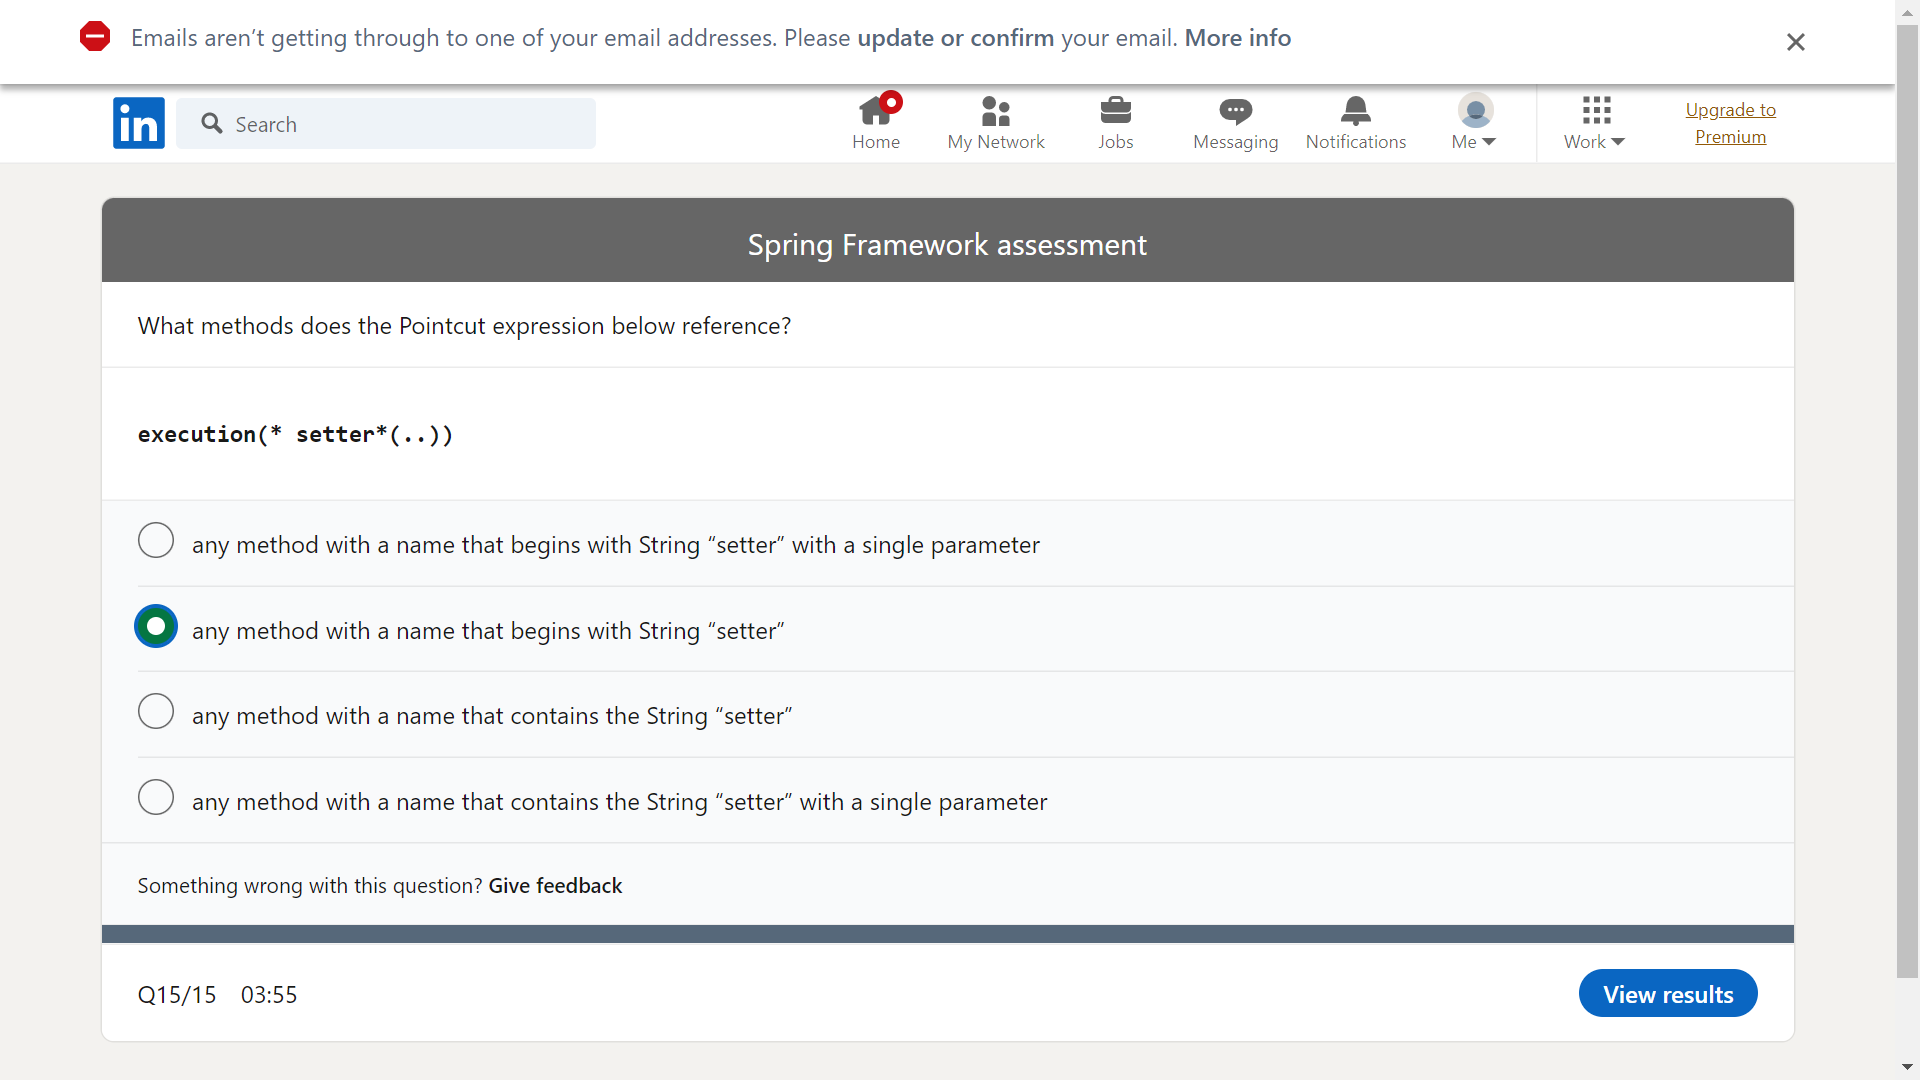 Emails aren’t getting through to one of your email addresses. Please update or confirm your email. More info
in
Search
Home
My Network
Jobs
Messaging
Notifications
Me
Work
Upgrade to
Premium
Spring Framework assessment
What methods does the Pointcut expression below reference?
execution(* setter*(..))
any method with a name that begins with String “setter” with a single parameter
any method with a name that begins with String “setter”
any method with a name that contains the String “setter”
any method with a name that contains the String “setter” with a single parameter
Something wrong with this question? Give feedback
Q15/15 03:55
View results